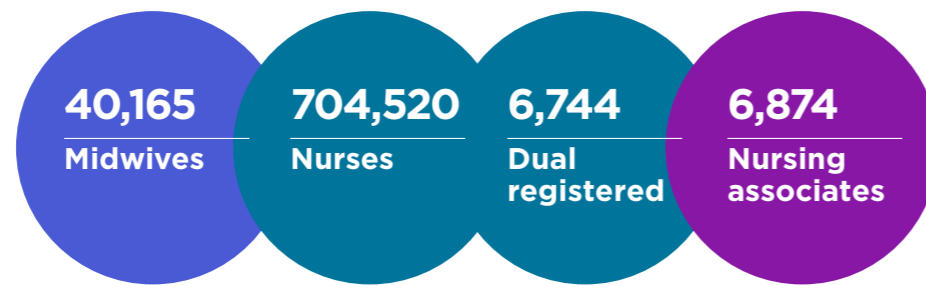 40,165
Midwives
704,520
Nurses
6,744
Dual
registered
6,874
Nursing
associates